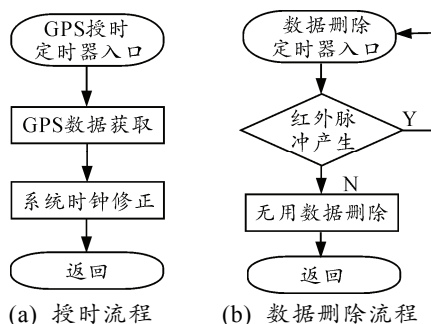 GPS授时
定时器入口
GPS数据获取
系统时钟修正
返回
(a) 授时流程
数据删除
定时器入口
红外脉
冲产生
Y
N
无用数据删除
返回
(b) 数据删除流程